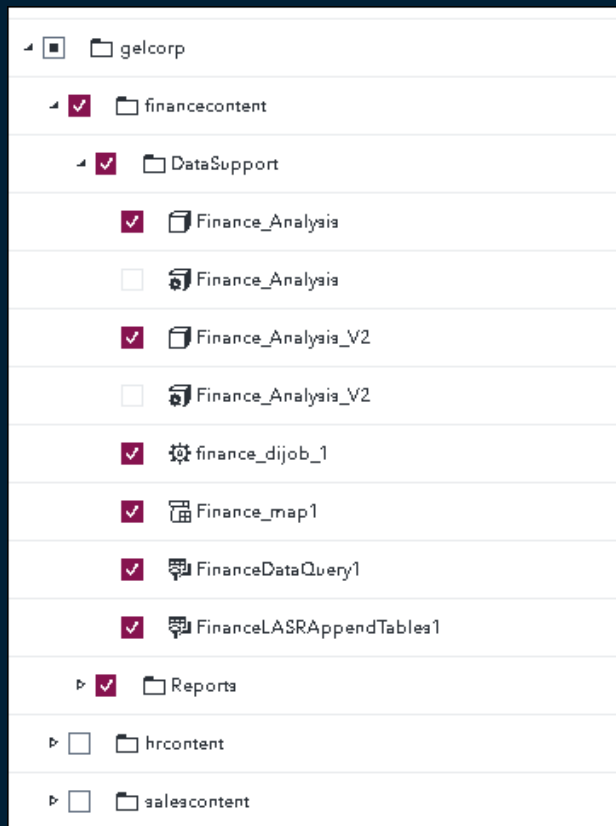 gelcorp
financecontent
DataSupport
Finance_Analysis
Finance_Analysis
Finance_Analysis_V2
Finance_Analysis_V2
finance_dijob_1
Finance_map1
FinanceDataQuery1
FinanceLASRAppendTables1
Reports
hrcontent
salescontent